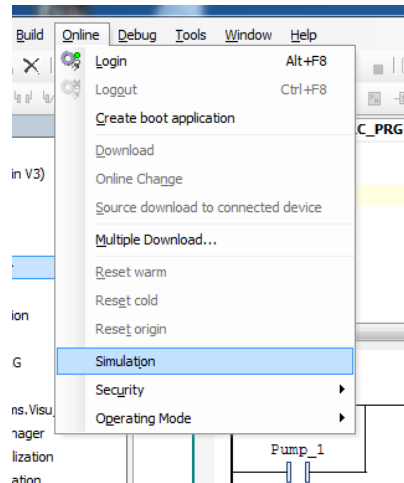 Build Online Debug Tools Window Help
Login Alt+F8
Logout Ctrl+F8
Create boot application
C_PRG
Download
in V3)
Online Change
Source download to connected device
Multiple Download...
Reset warm
Reset cold
ion
Reset origin
G
Simulation
Security
ns.Visu_
Operating Mode
nager
lization
Pump_1
ation